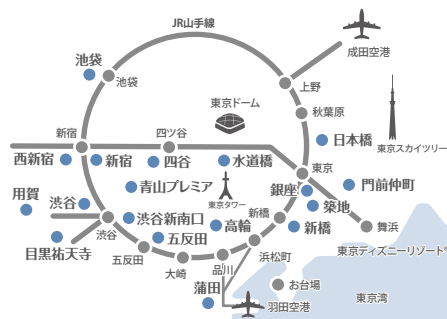 JR山手線
成田空港
池袋
池袋
上野
東京ドーム
秋葉原
新宿
四ツ谷
日本橋
東京スカイツリー
西新宿
新宿
四谷
水道橋
東京
青山プレミア
銀座
門前仲町
用賀
東京タワー
渋谷
築地
渋谷新南口
新橋
高輪
新橋
舞浜
渋谷
五反田
目黒祐天寺
五反田
浜松町
東京ディズニーリゾート®
品川
大崎
お台場
蒲田
東京湾
羽田空港